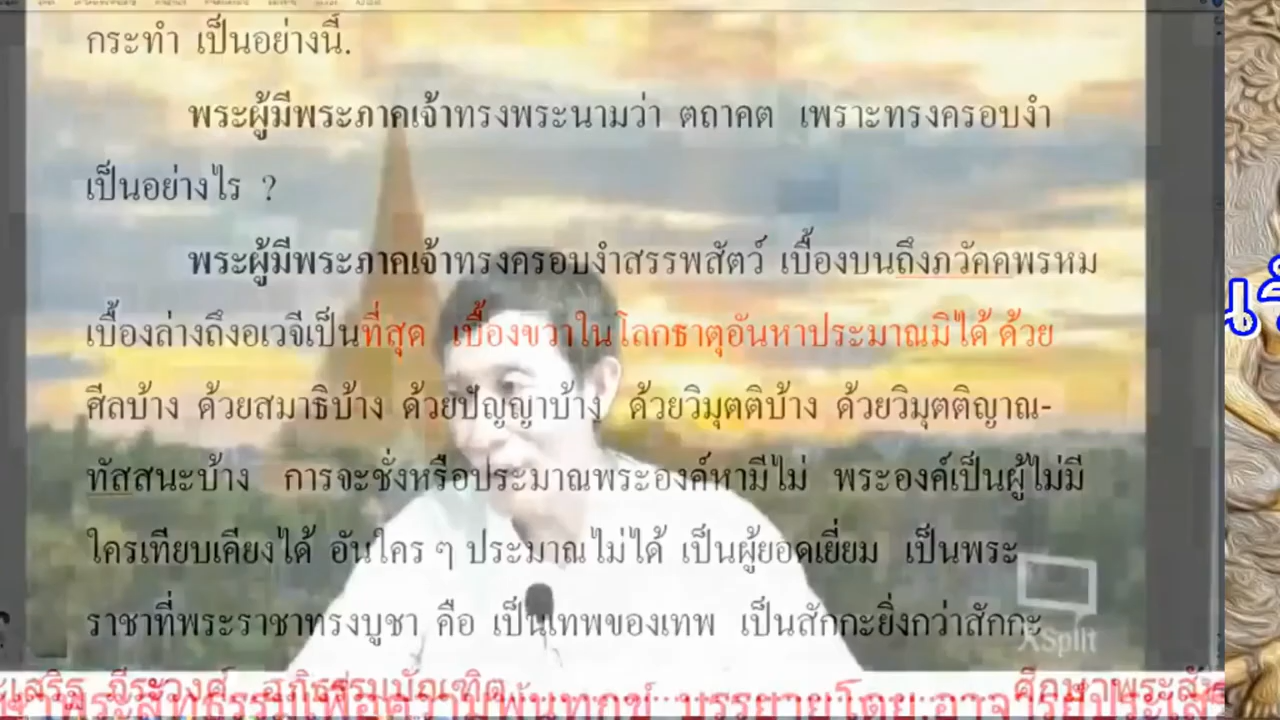 กระทำ เป็นอย่างนี้.
พระผู้มีพระภาคเจ้าทรงพระนามว่า ตถาคต เพราะทรงครอบงำ
เป็นอย่างไร ?
พระผู้มีพระภาคเจ้าทรงครอบงำสรรพสัตว์ เบื้องบนถึงภวัคคพรหม
เบื้องล่างถึงอเวจีเป็นที่สุด เบื้องขวาในโลกธาตุอันหาประมาณมิได้ ด้วย
ศีลบ้าง ด้วยสมาธิบ้าง ด้วยปัญญาบ้าง ด้วยวิมุตติบ้าง ด้วยวิมุตติญาณ-
ทัสสนะบ้าง การจะชั่งหรือประมาณพระองค์หามีไม่ พระองค์เป็นผู้ไม่มี
ใครเทียบเคียงได้ อันใคร ๆ ประมาณไม่ได้ เป็นผู้ยอดเยี่ยม เป็นพระ
ราชาที่พระราชาทรงบูชา คือ เป็นเทพของเทพ เป็นสักกะยิ่งกว่าสักกะ
XSplit